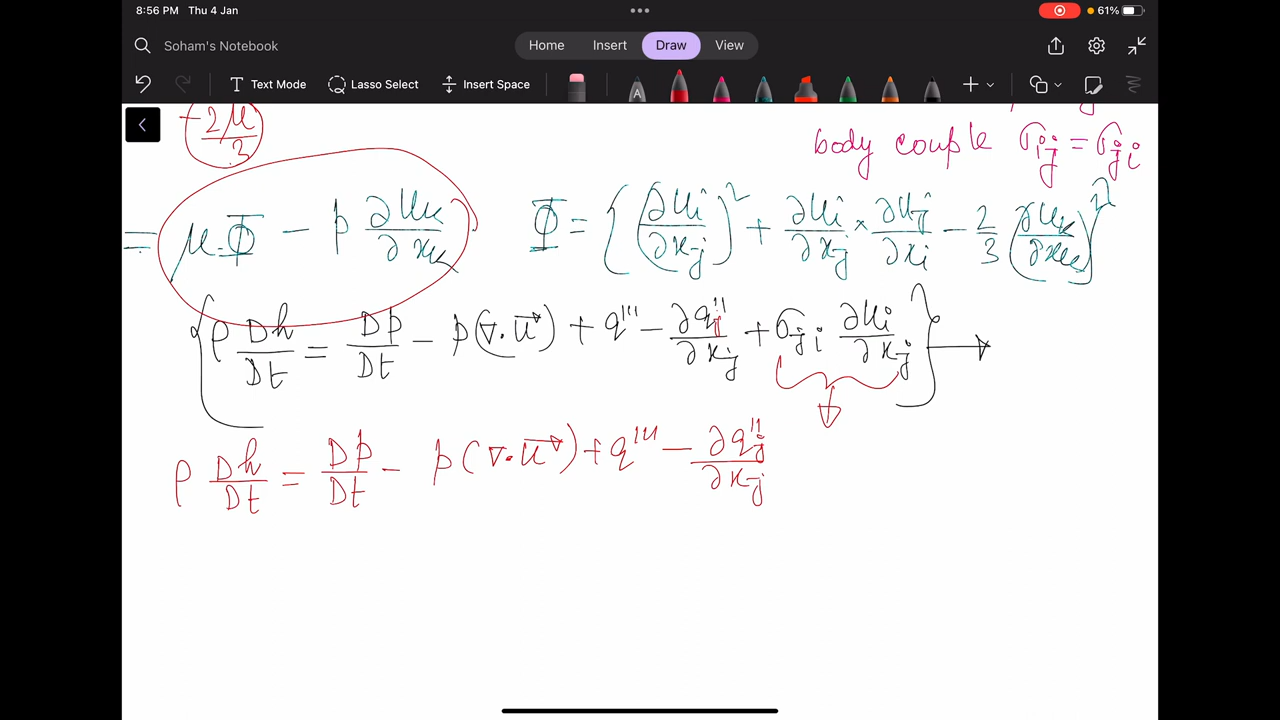 8:56 PM Thu 4 Jan
61%
Soham's Notebook
Home Insert Draw View
Text Mode Lasso Select Insert Space
A
-2μ/3
body couple σij = σji
= μΦ - p ∂uk/∂xk
Φ = {(∂ui/∂xj)² + ∂ui/∂xj × ∂uj/∂xi - 2/3 (∂uk/∂xk)²
{ρ Dh/Dt = Dp/Dt - p(∇·u⃗) + q''' - ∂qj''/∂xj + σji ∂ui/∂xj} →
ρ Dh/Dt = Dp/Dt - p(∇·u⃗) + q''' - ∂qj''/∂xj